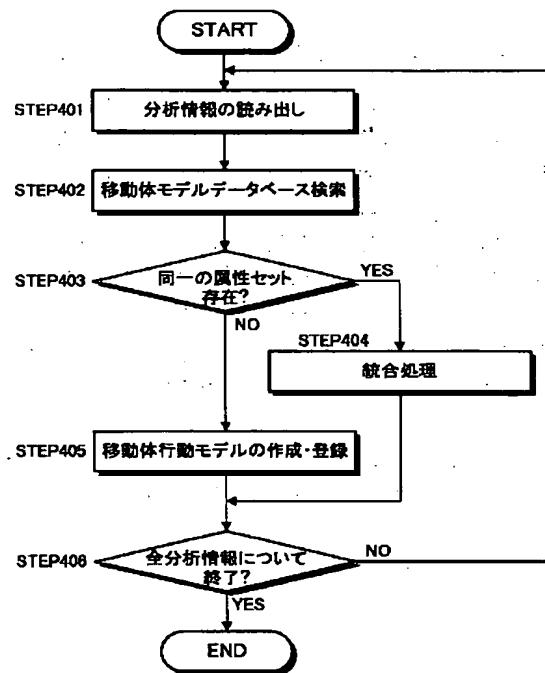 START
STEP401
分析情報の読み出し
STEP402
移動体モデルデータベース検索
STEP403
同一の属性セット
存在?
YES
NO
STEP404
統合処理
STEP405
移動体行動モデルの作成・登録
STEP406
全分析情報について
終了?
NO
YES
END